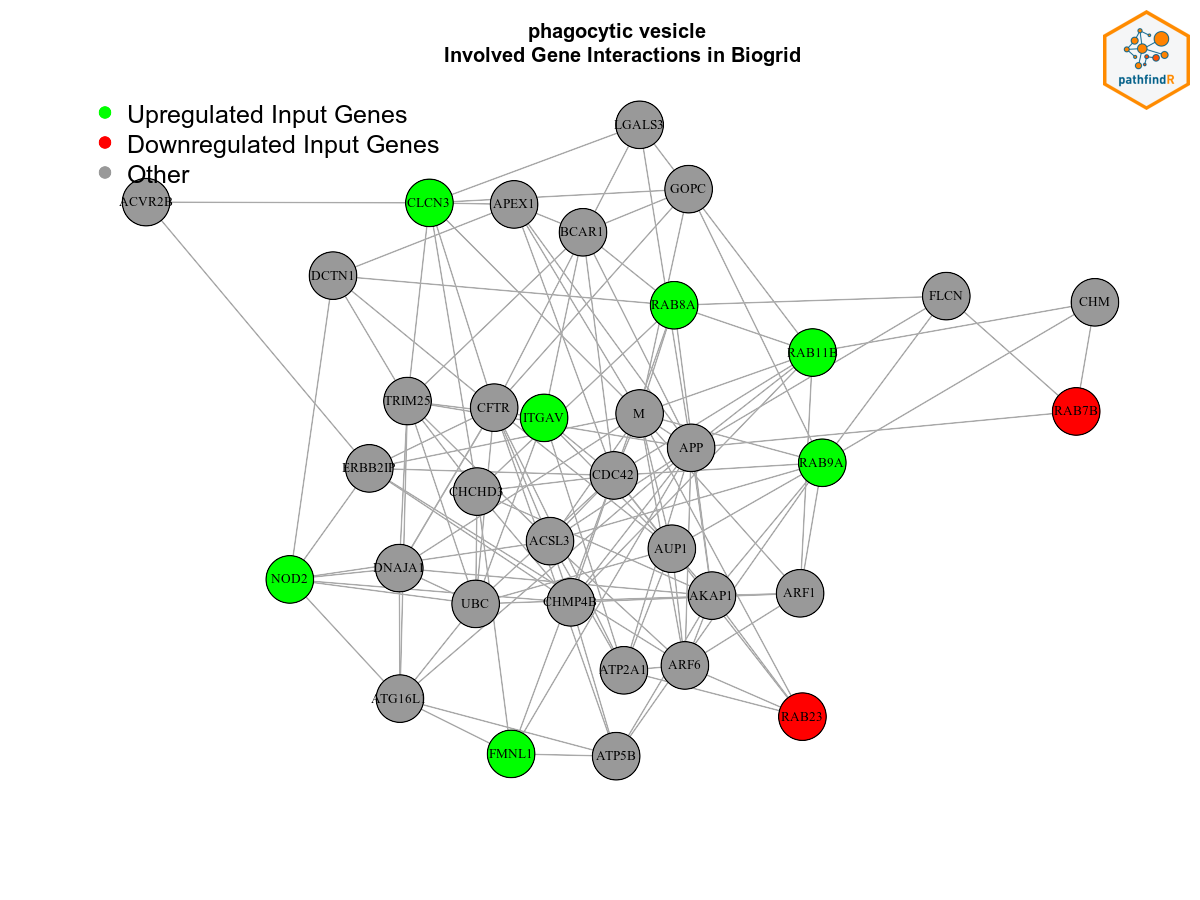 phagocytic vesicle
Involved Gene Interactions in Biogrid
pathfindR
Upregulated Input Genes
Downregulated Input Genes
Other
LGALS3
GOPC
ACVR2B
CLCN3
APEX1
BCAR1
DCTN1
RAB8A
FLCN
CHM
RAB11B
TRIM25
CFTR
ITGAV
M
RAB7B
APP
ERBB2IP
CDC42
RAB9A
CHCHD3
ACSL3
AUP1
NOD2
DNAJA1
UBC
CHMP4B
AKAP1
ARF1
ATP2A1
ARF6
ATG16L
RAB23
FMNL1
ATP5B